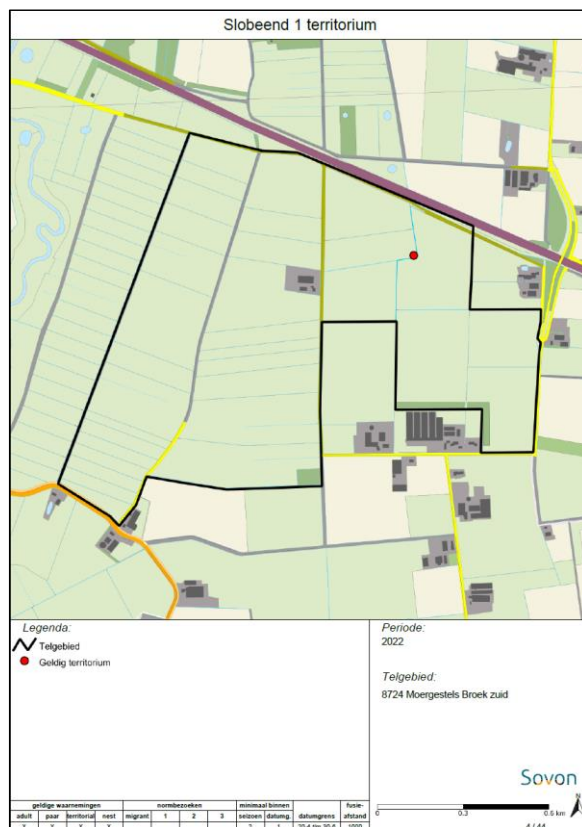 Slobeend 1 territorium
Legenda:
Telgebied
Geldig territorium
Periode:
2022
Telgebied:
8724 Moergestels Broek zuid
Sovon
0 0.3 0.6 km
N
geldige waarnemingen normbezoeken minimaal binnen fusie-
adult paar territorial nest migrant 1 2 3 seizoen datumg. datumgrens afstand